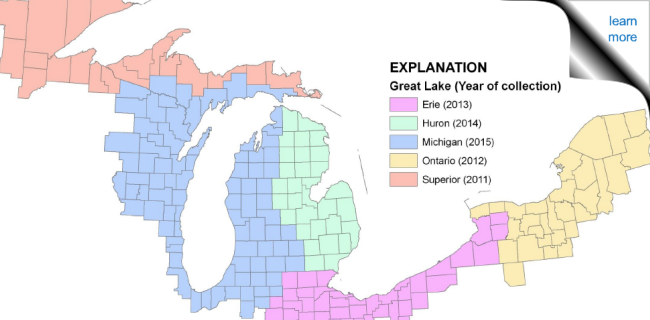 learn
more
EXPLANATION
Great Lake (Year of collection)
Erie (2013)
Huron (2014)
Michigan (2015)
Ontario (2012)
Superior (2011)